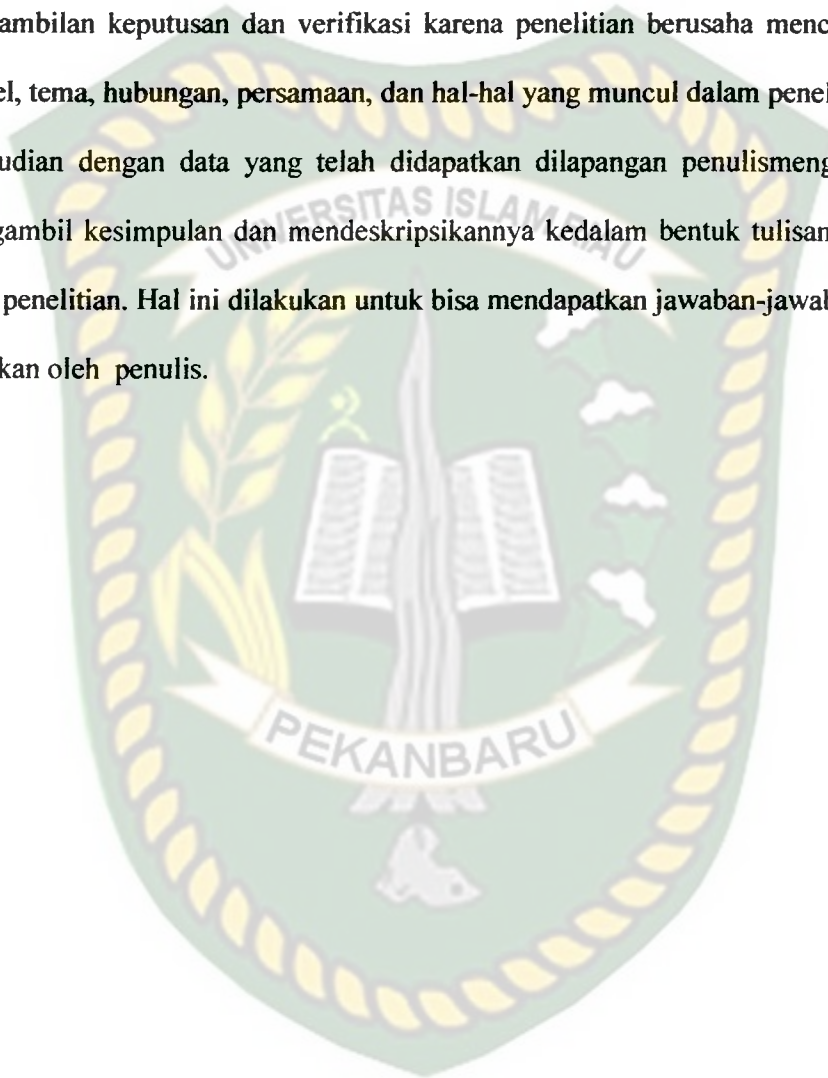 ambilan keputusan dan verifikasi karena penelitian berusaha menc
el, tema, hubungan, persamaan, dan hal-hal yang muncul dalam penel
udian dengan data yang telah didapatkan dilapangan penulismeng
gambil kesimpulan dan mendeskripsikannya kedalam bentuk tulisan
penelitian. Hal ini dilakukan untuk bisa mendapatkan jawaban-jawab
kan oleh penulis.
UNIVERSITAS ISLAM RIAU
PEKANBARU